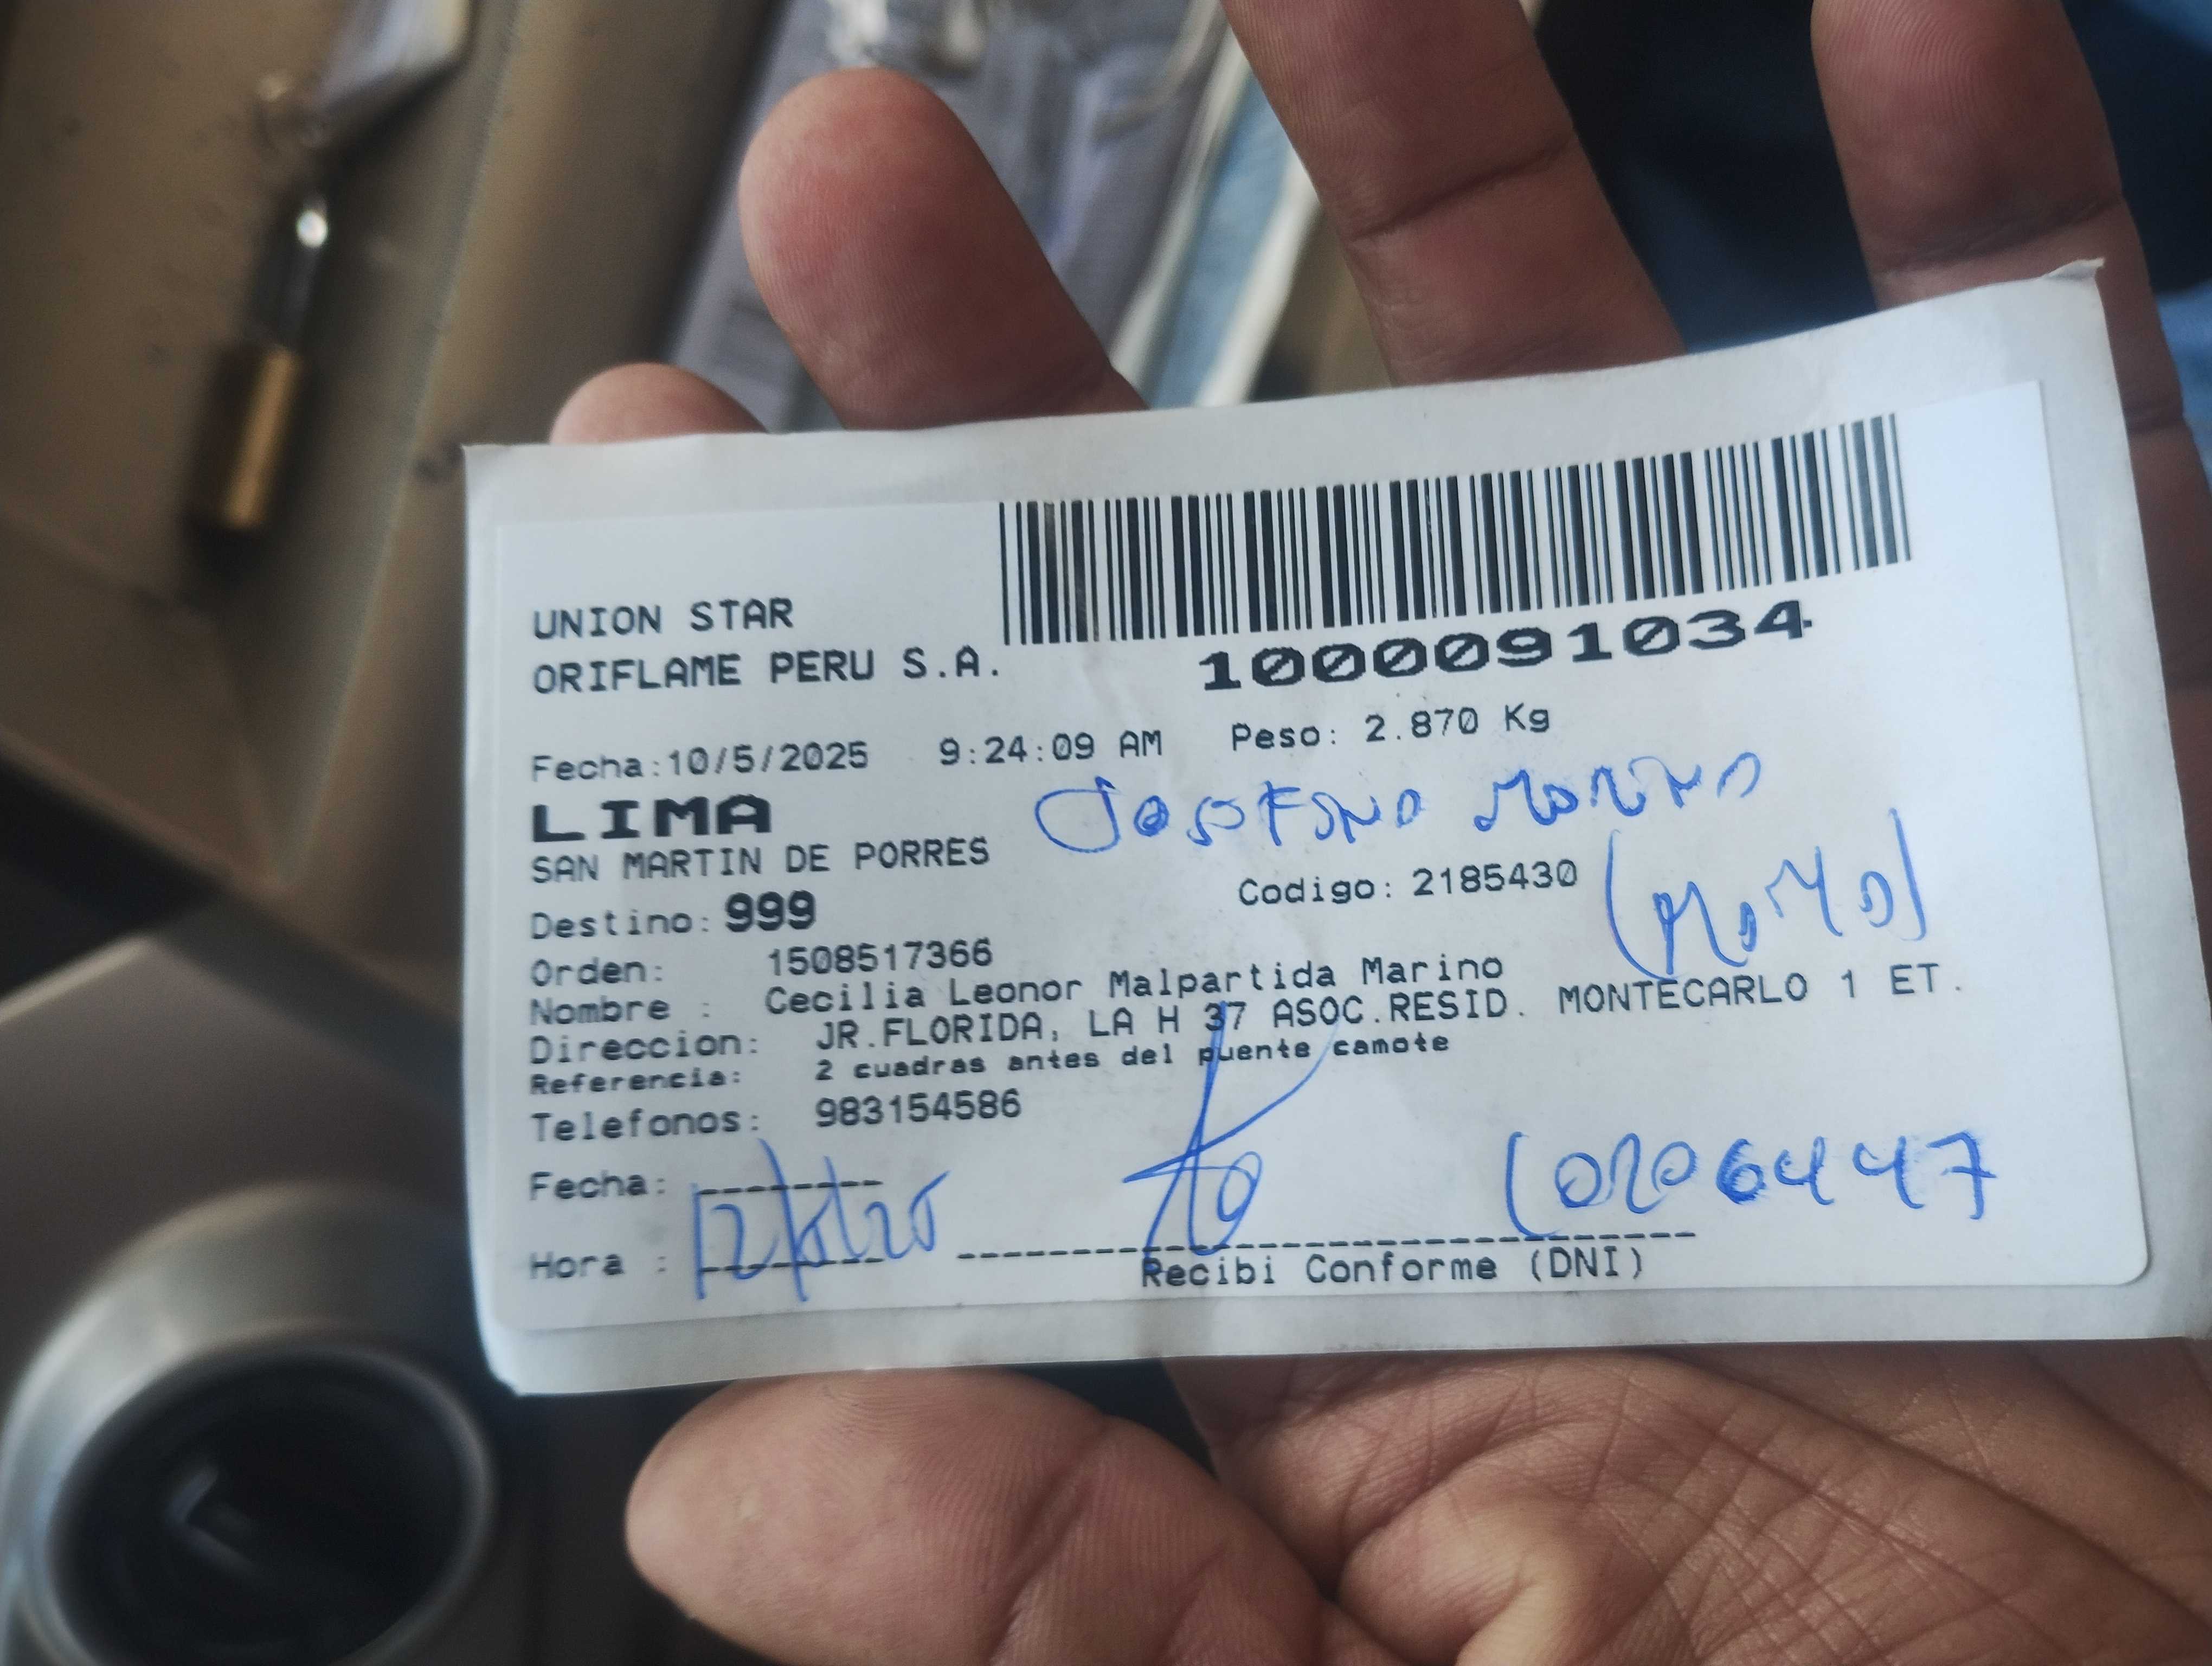 UNION STAR
ORIFLAME PERU S.A.
1000091034
Fecha:10/5/2025 9:24:09 AM Peso: 2.870 Kg
LIMA
SAN MARTIN DE PORRES
Destino: 999 Codigo: 2185430
Orden: 1508517366
Nombre : Cecilia Leonor Malpartida Marino
Direccion: JR.FLORIDA, LA H 37 ASOC.RESID. MONTECARLO 1 ET.
Referencia: 2 cuadras antes del puente camote
Telefonos: 983154586
Fecha:
Hora :
Recibi Conforme (DNI)